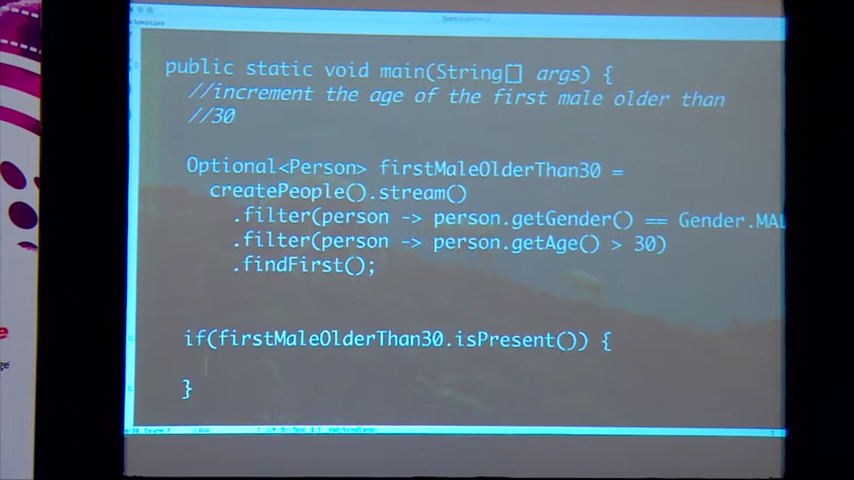 public static void main(String[] args) {
//increment the age of the first male older than
//30
Optional<Person> firstMaleOlderThan30 =
createPeople().stream()
.filter(person -> person.getGender() == Gender.MAL
.filter(person -> person.getAge() > 30)
.findFirst();
if(firstMaleOlderThan30.isPresent()) {
}